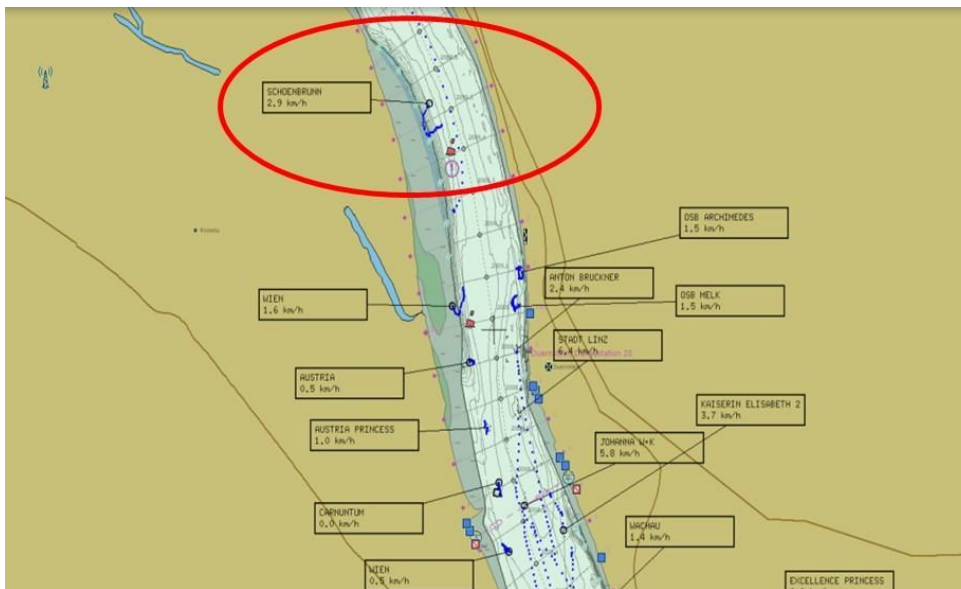 SCHOENBRUNN
2.9 km/h
OSB ARCHIMEDES
1.5 km/h
ANTON BRUCKNER
2.4 km/h
OSB MELK
1.5 km/h
WIEN
1.6 km/h
STADT LINZ
6.4 km/h
AUSTRIA
0.5 km/h
KAISERIN ELISABETH 2
3.7 km/h
AUSTRIA PRINCESS
1.0 km/h
JOHANNA W+K
5.8 km/h
CARNUNTUM
0.0 km/h
WACHAU
1.4 km/h
WIEN
0.5 km/h
EXCELLENCE PRINCESS